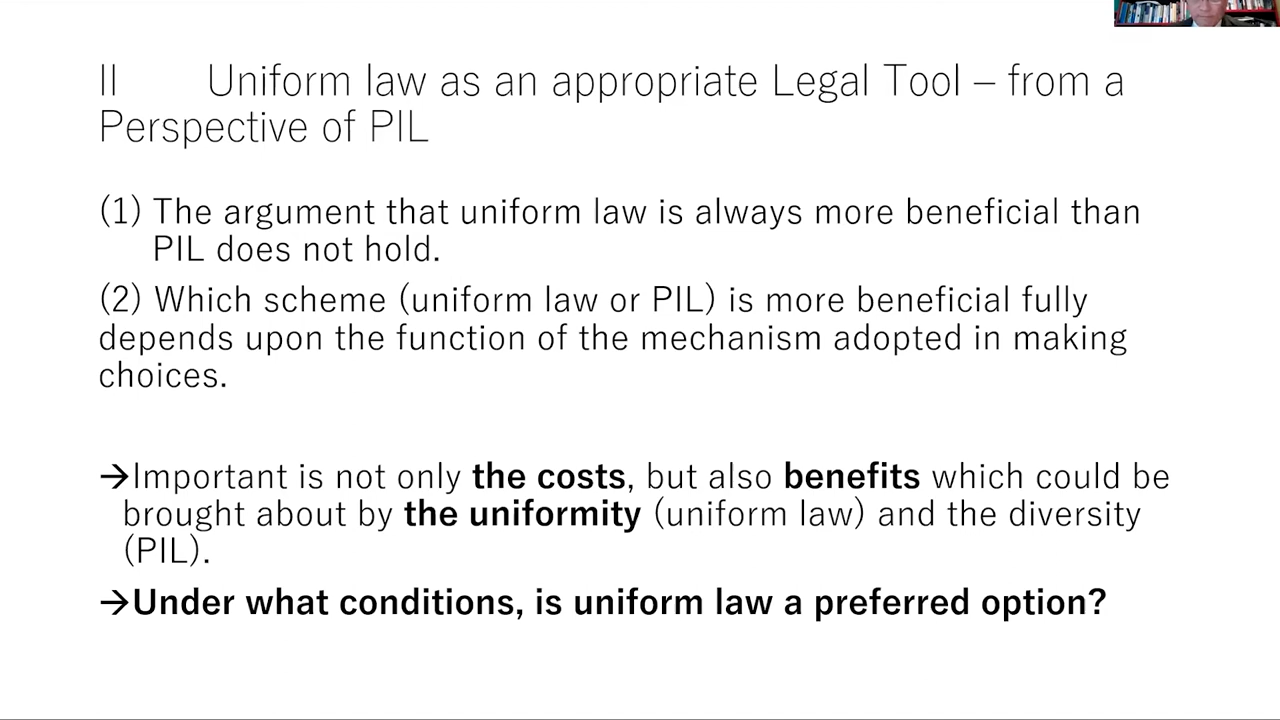 II Uniform law as an appropriate Legal Tool – from a
Perspective of PIL
(1) The argument that uniform law is always more beneficial than
PIL does not hold.
(2) Which scheme (uniform law or PIL) is more beneficial fully
depends upon the function of the mechanism adopted in making
choices.
→Important is not only the costs, but also benefits which could be
brought about by the uniformity (uniform law) and the diversity
(PIL).
→Under what conditions, is uniform law a preferred option?